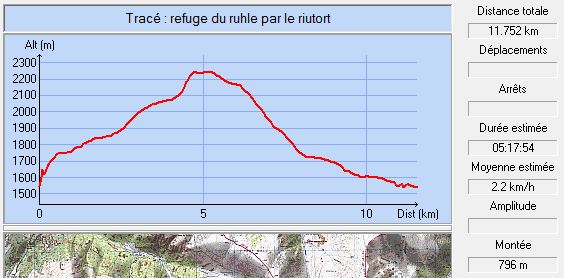 Tracé : refuge du ruhle par le riutort
Alt (m)
2300
2200
2100
2000
1900
1800
1700
1600
1500
0
5
10
Dist (km)
Distance totale
11.752 km
Déplacements
Arrêts
Durée estimée
05:17:54
Moyenne estimée
2.2 km/h
Amplitude
Montée
796 m